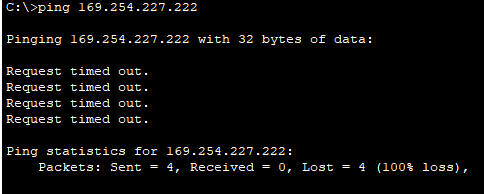 C:\>ping 169.254.227.222
Pinging 169.254.227.222 with 32 bytes of data:
Request timed out.
Request timed out.
Request timed out.
Request timed out.
Ping statistics for 169.254.227.222:
    Packets: Sent = 4, Received = 0, Lost = 4 (100% loss),